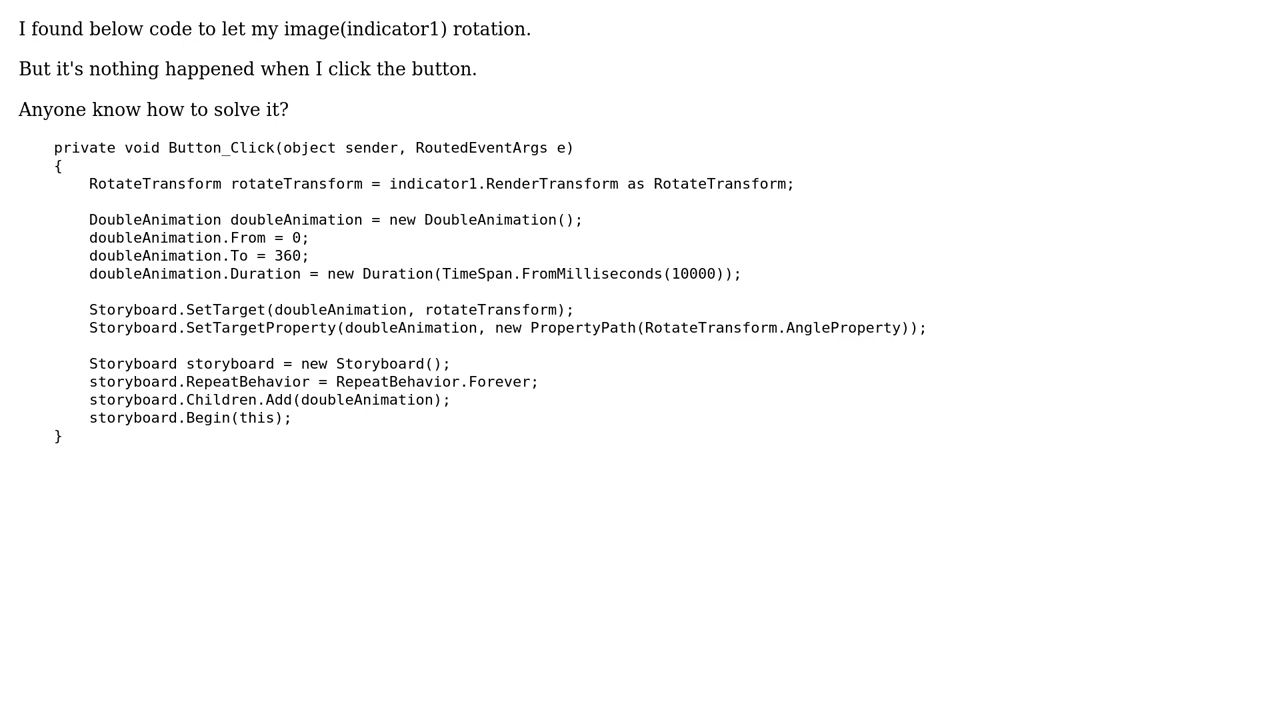 I found below code to let my image(indicator1) rotation.
But it's nothing happened when I click the button.
Anyone know how to solve it?
private void Button_Click(object sender, RoutedEventArgs e)
{
    RotateTransform rotateTransform = indicator1.RenderTransform as RotateTransform;

    DoubleAnimation doubleAnimation = new DoubleAnimation();
    doubleAnimation.From = 0;
    doubleAnimation.To = 360;
    doubleAnimation.Duration = new Duration(TimeSpan.FromMilliseconds(10000));

    Storyboard.SetTarget(doubleAnimation, rotateTransform);
    Storyboard.SetTargetProperty(doubleAnimation, new PropertyPath(RotateTransform.AngleProperty));

    Storyboard storyboard = new Storyboard();
    storyboard.RepeatBehavior = RepeatBehavior.Forever;
    storyboard.Children.Add(doubleAnimation);
    storyboard.Begin(this);
}